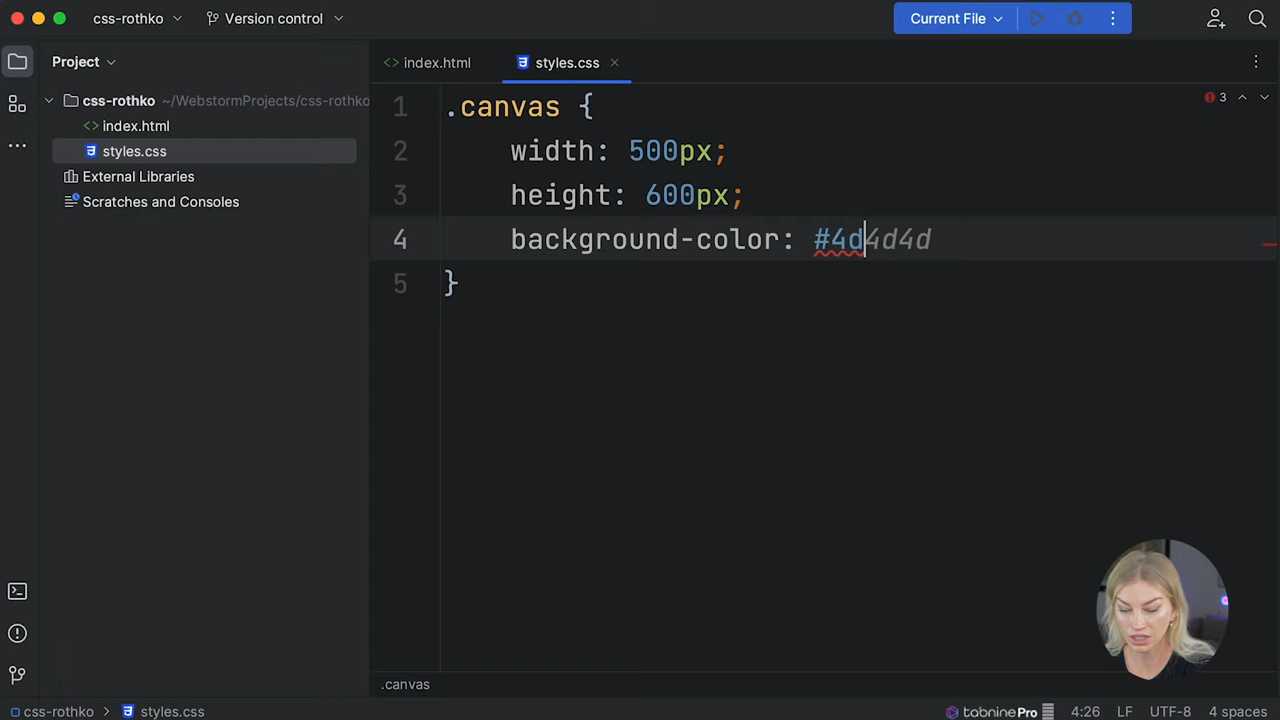 css-rothko
Version control
Current File
Project
index.html
styles.css
css-rothko ~/WebstormProjects/css-rothko
index.html
styles.css
External Libraries
Scratches and Consoles
3
1 .canvas {
2 width: 500px;
3 height: 600px;
4 background-color: #4d4d4d
5 }
.canvas
css-rothko
styles.css
tabnine Pro
4:26
LF
UTF-8
4 spaces